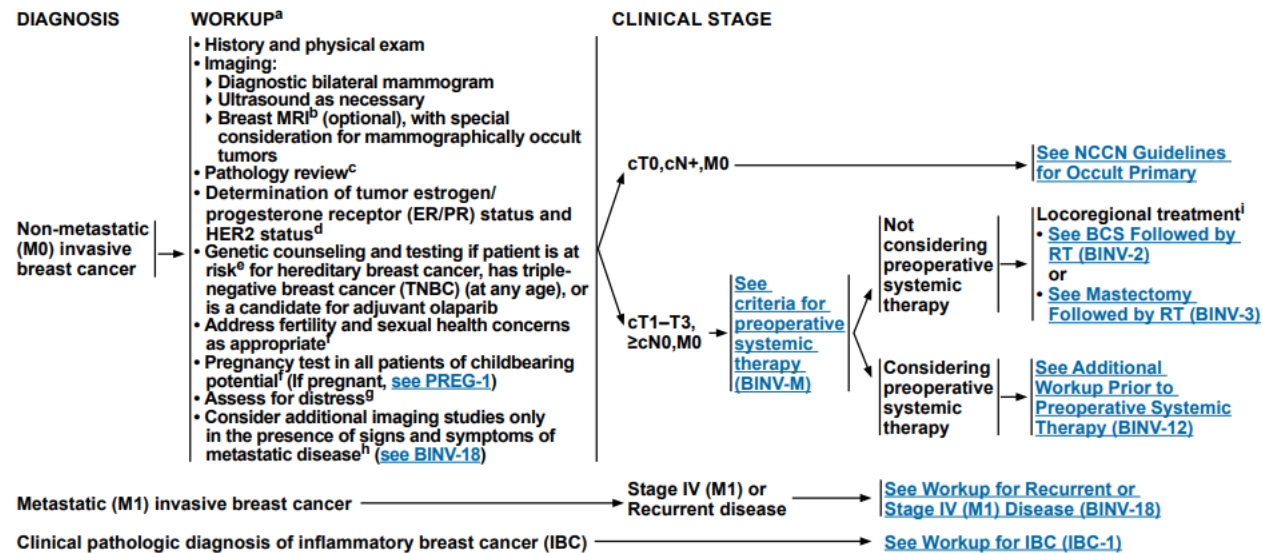 DIAGNOSIS
WORKUPa
CLINICAL STAGE
Non-metastatic
(M0) invasive
breast cancer
• History and physical exam
• Imaging:
Diagnostic bilateral mammogram
Ultrasound as necessary
Breast MRIb (optional), with special
consideration for mammographically occult
tumors
• Pathology reviewc
• Determination of tumor estrogen/
progesterone receptor (ER/PR) status and
HER2 statusd
• Genetic counseling and testing if patient is at
riske for hereditary breast cancer, has triple-
negative breast cancer (TNBC) (at any age), or
is a candidate for adjuvant olaparib
• Address fertility and sexual health concerns
as appropriatef
• Pregnancy test in all patients of childbearing
potentialf (If pregnant, see PREG-1)
• Assess for distressg
• Consider additional imaging studies only
in the presence of signs and symptoms of
metastatic diseaseh (see BINV-18)
cT0,cN+,M0
See NCCN Guidelines
for Occult Primary
cT1–T3,
≥cN0,M0
See
criteria for
preoperative
systemic
therapy
(BINV-M)
Not
considering
preoperative
systemic
therapy
Locoregional treatmenti
• See BCS Followed by
RT (BINV-2)
or
• See Mastectomy
Followed by RT (BINV-3)
Considering
preoperative
systemic
therapy
See Additional
Workup Prior to
Preoperative Systemic
Therapy (BINV-12)
Metastatic (M1) invasive breast cancer
Stage IV (M1) or
Recurrent disease
See Workup for Recurrent or
Stage IV (M1) Disease (BINV-18)
Clinical pathologic diagnosis of inflammatory breast cancer (IBC)
See Workup for IBC (IBC-1)